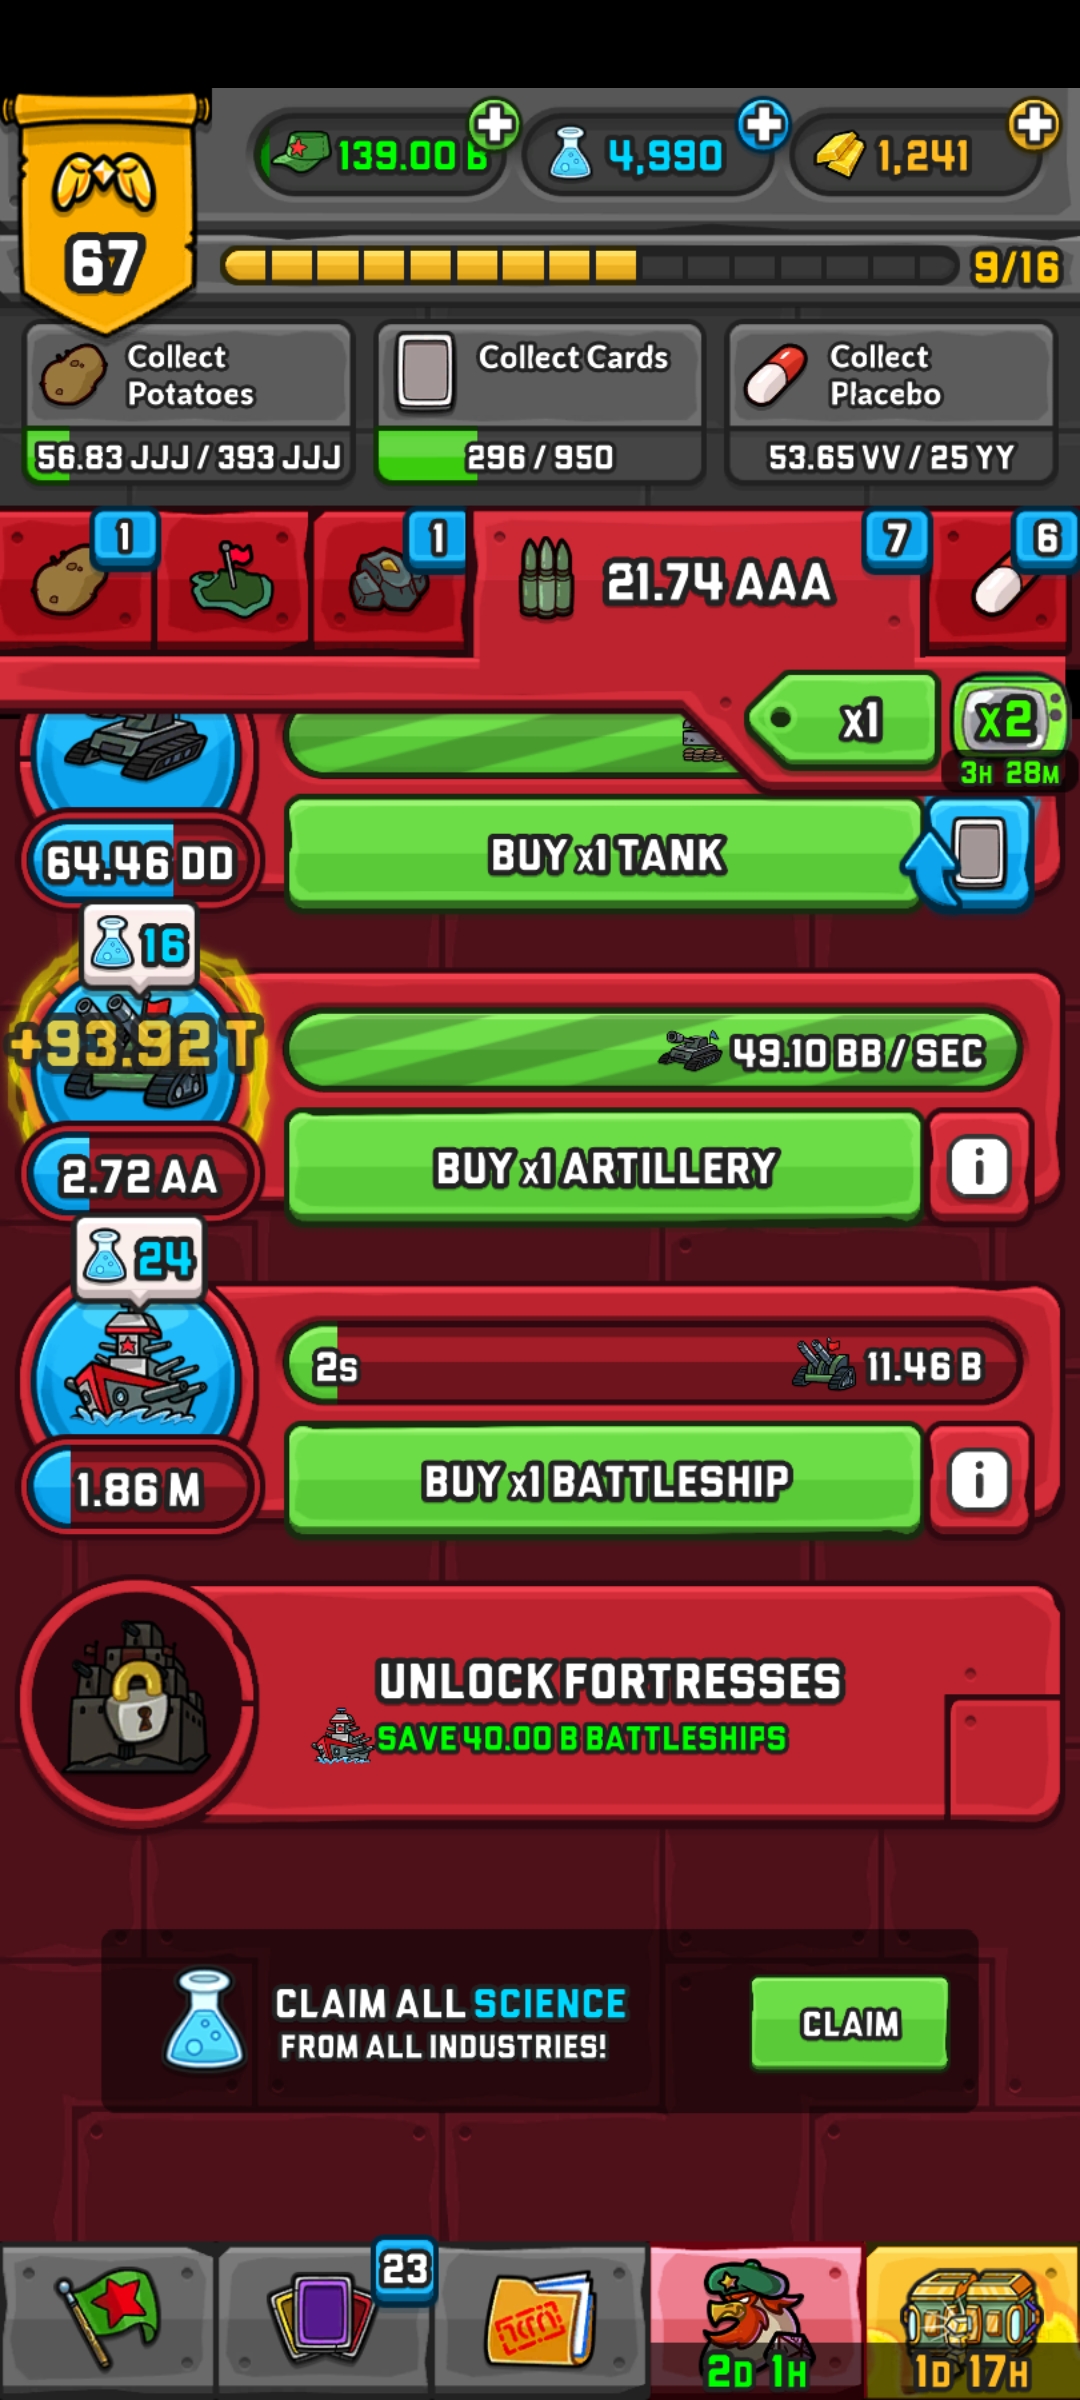 67
139.00 B
4,990
1,241
9/16
Collect Potatoes
56.83 JJJ / 393 JJJ
Collect Cards
296 / 950
Collect Placebo
53.65 VV / 25 YY
1
1
21.74 AAA
7
6
x1
x2
3H 28M
64.46 DD
BUY x1 TANK
16
+93.92 T
49.10 BB / SEC
2.72 AA
BUY x1 ARTILLERY
i
24
2s
11.46 B
1.86 M
BUY x1 BATTLESHIP
i
UNLOCK FORTRESSES
SAVE 40.00 B BATTLESHIPS
CLAIM ALL SCIENCE
FROM ALL INDUSTRIES!
CLAIM
23
2D 1H
1D 17H